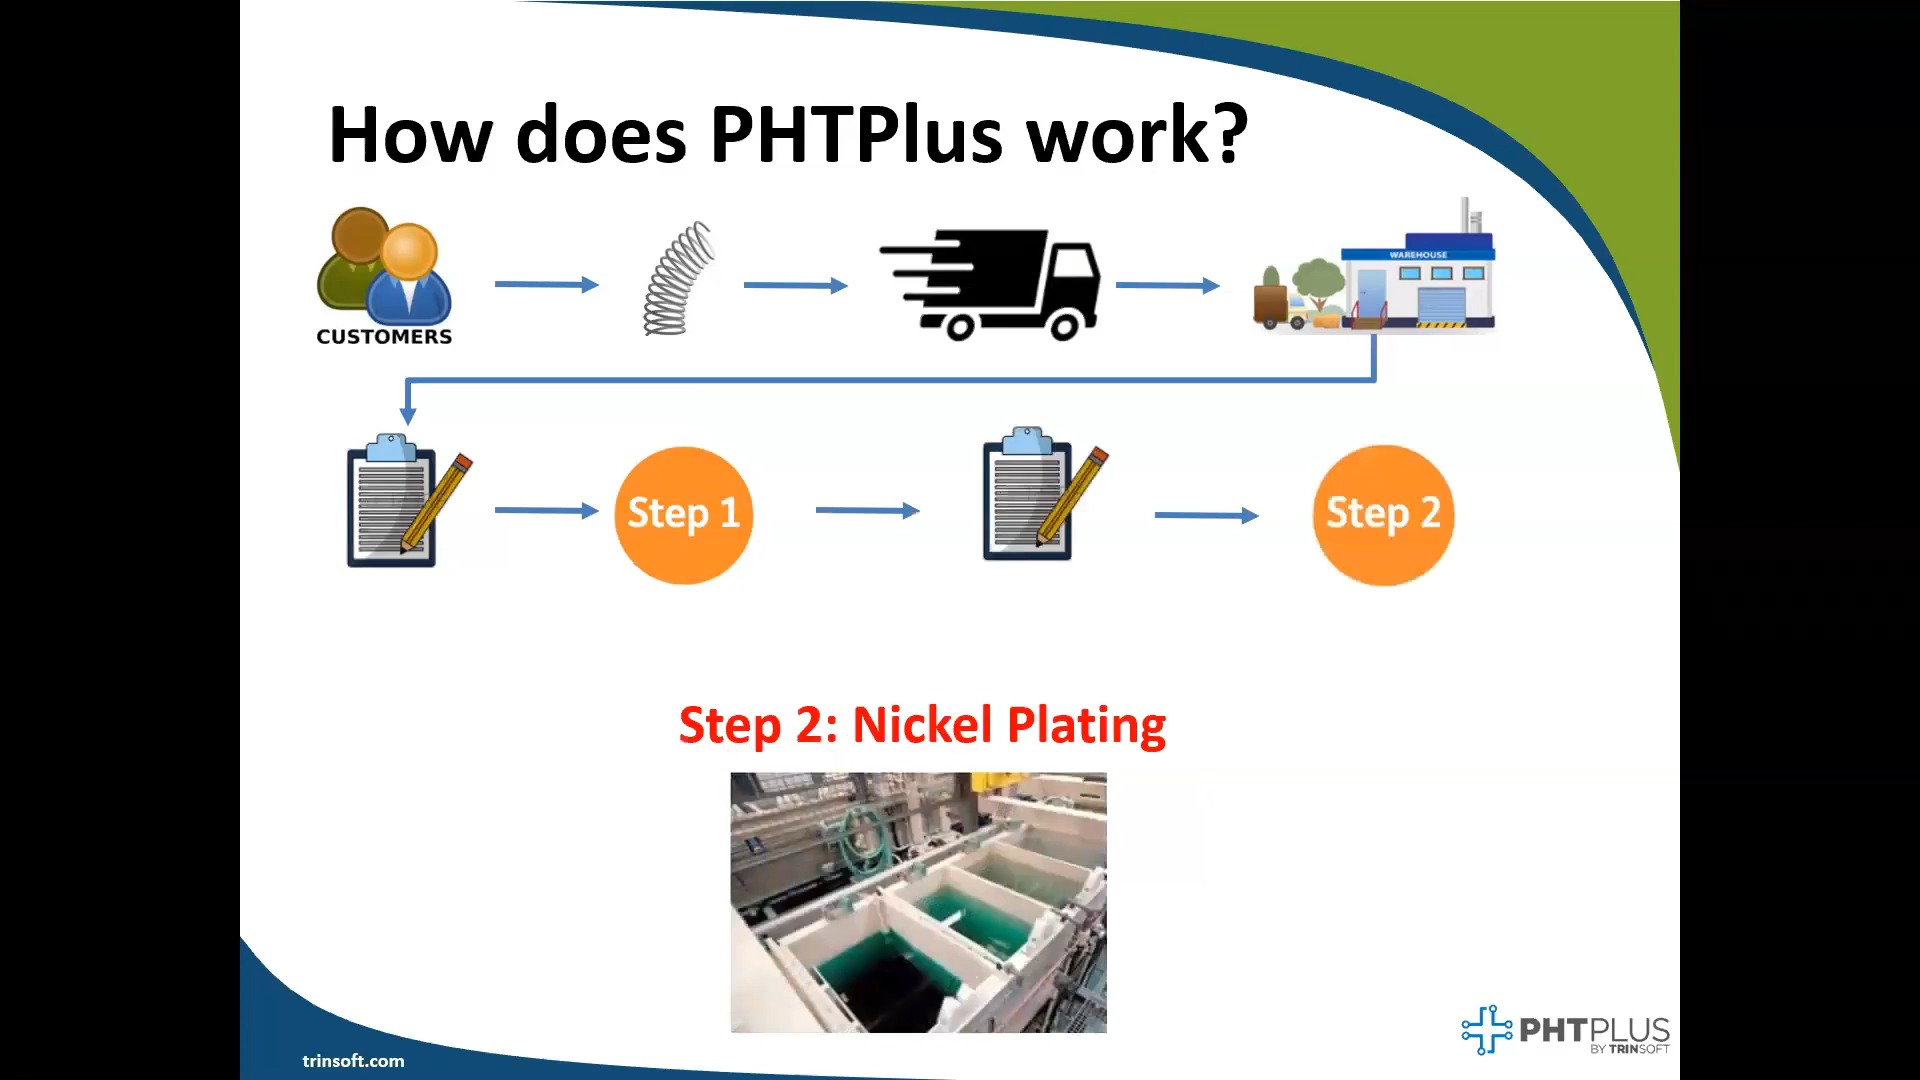 How does PHTPlus work?
CUSTOMERS
WAREHOUSE
Step 1
Step 2
Step 2: Nickel Plating
trinsoft.com
PHTPLUS
BY TRINSOFT